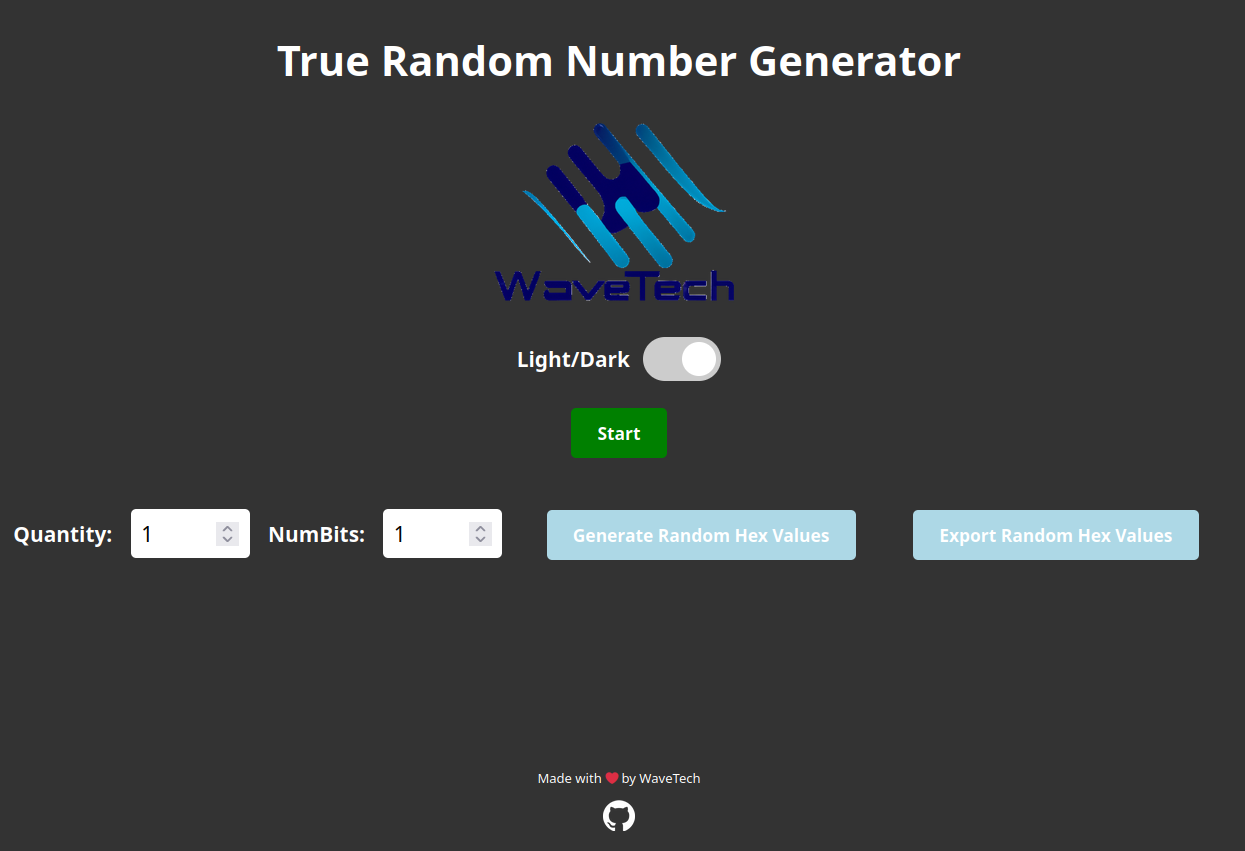 True Random Number Generator
WaveTech
Light/Dark
Start
Quantity: 1 NumBits: 1 Generate Random Hex Values Export Random Hex Values
Made with ❤ by WaveTech